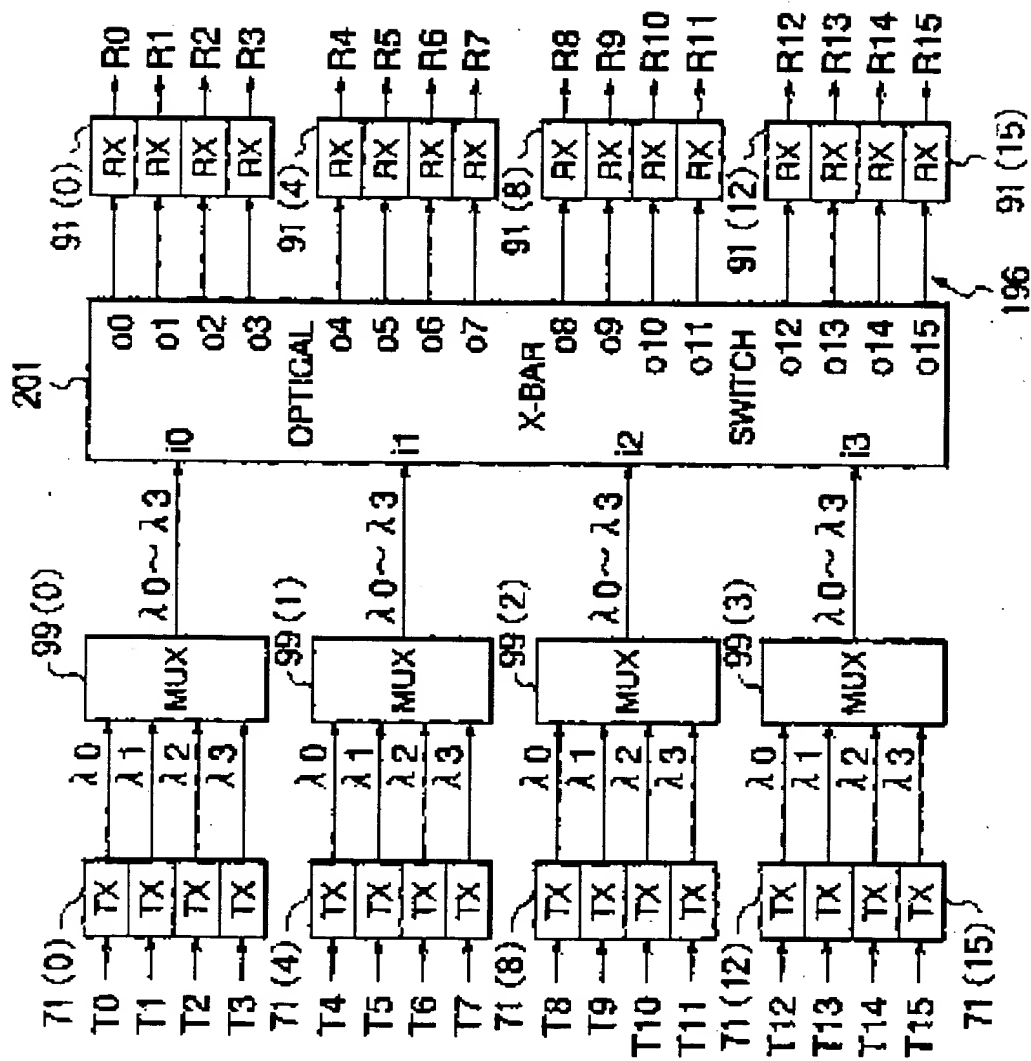 71 (0)
T0
T1
T2
T3
TX
TX
TX
TX
λ0
λ1
λ2
λ3
99 (0)
MUX
λ0~λ3
i0
71 (4)
T4
T5
T6
T7
TX
TX
TX
TX
λ0
λ1
λ2
λ3
99 (1)
MUX
λ0~λ3
i1
71 (8)
T8
T9
T10
T11
TX
TX
TX
TX
λ0
λ1
λ2
λ3
99 (2)
MUX
λ0~λ3
i2
71 (12)
T12
T13
T14
T15
TX
TX
TX
TX
71 (15)
λ0
λ1
λ2
λ3
99 (3)
MUX
λ0~λ3
i3
201
OPTICAL
X-BAR
SWITCH
o0
o1
o2
o3
o4
o5
o6
o7
o8
o9
o10
o11
o12
o13
o14
o15
91 (0)
RX
RX
RX
RX
R0
R1
R2
R3
91 (4)
RX
RX
RX
RX
R4
R5
R6
R7
91 (8)
RX
RX
RX
RX
R8
R9
R10
R11
91 (12)
RX
RX
RX
RX
R12
R13
R14
R15
91 (15)
196